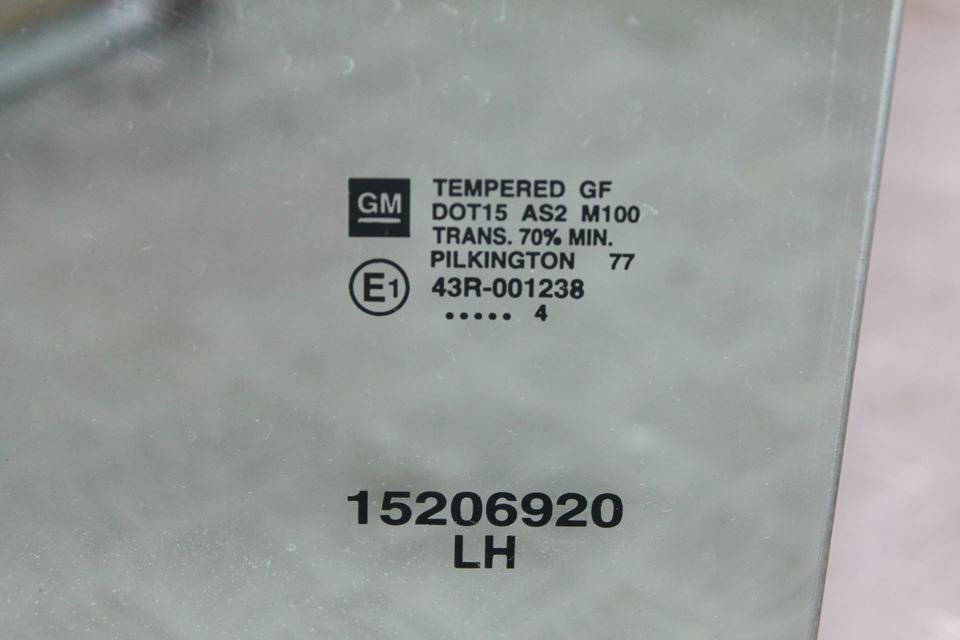 GM
TEMPERED GF
DOT15 AS2 M100
TRANS. 70% MIN.
PILKINGTON 77
E1 43R-001238
..... 4
15206920
LH